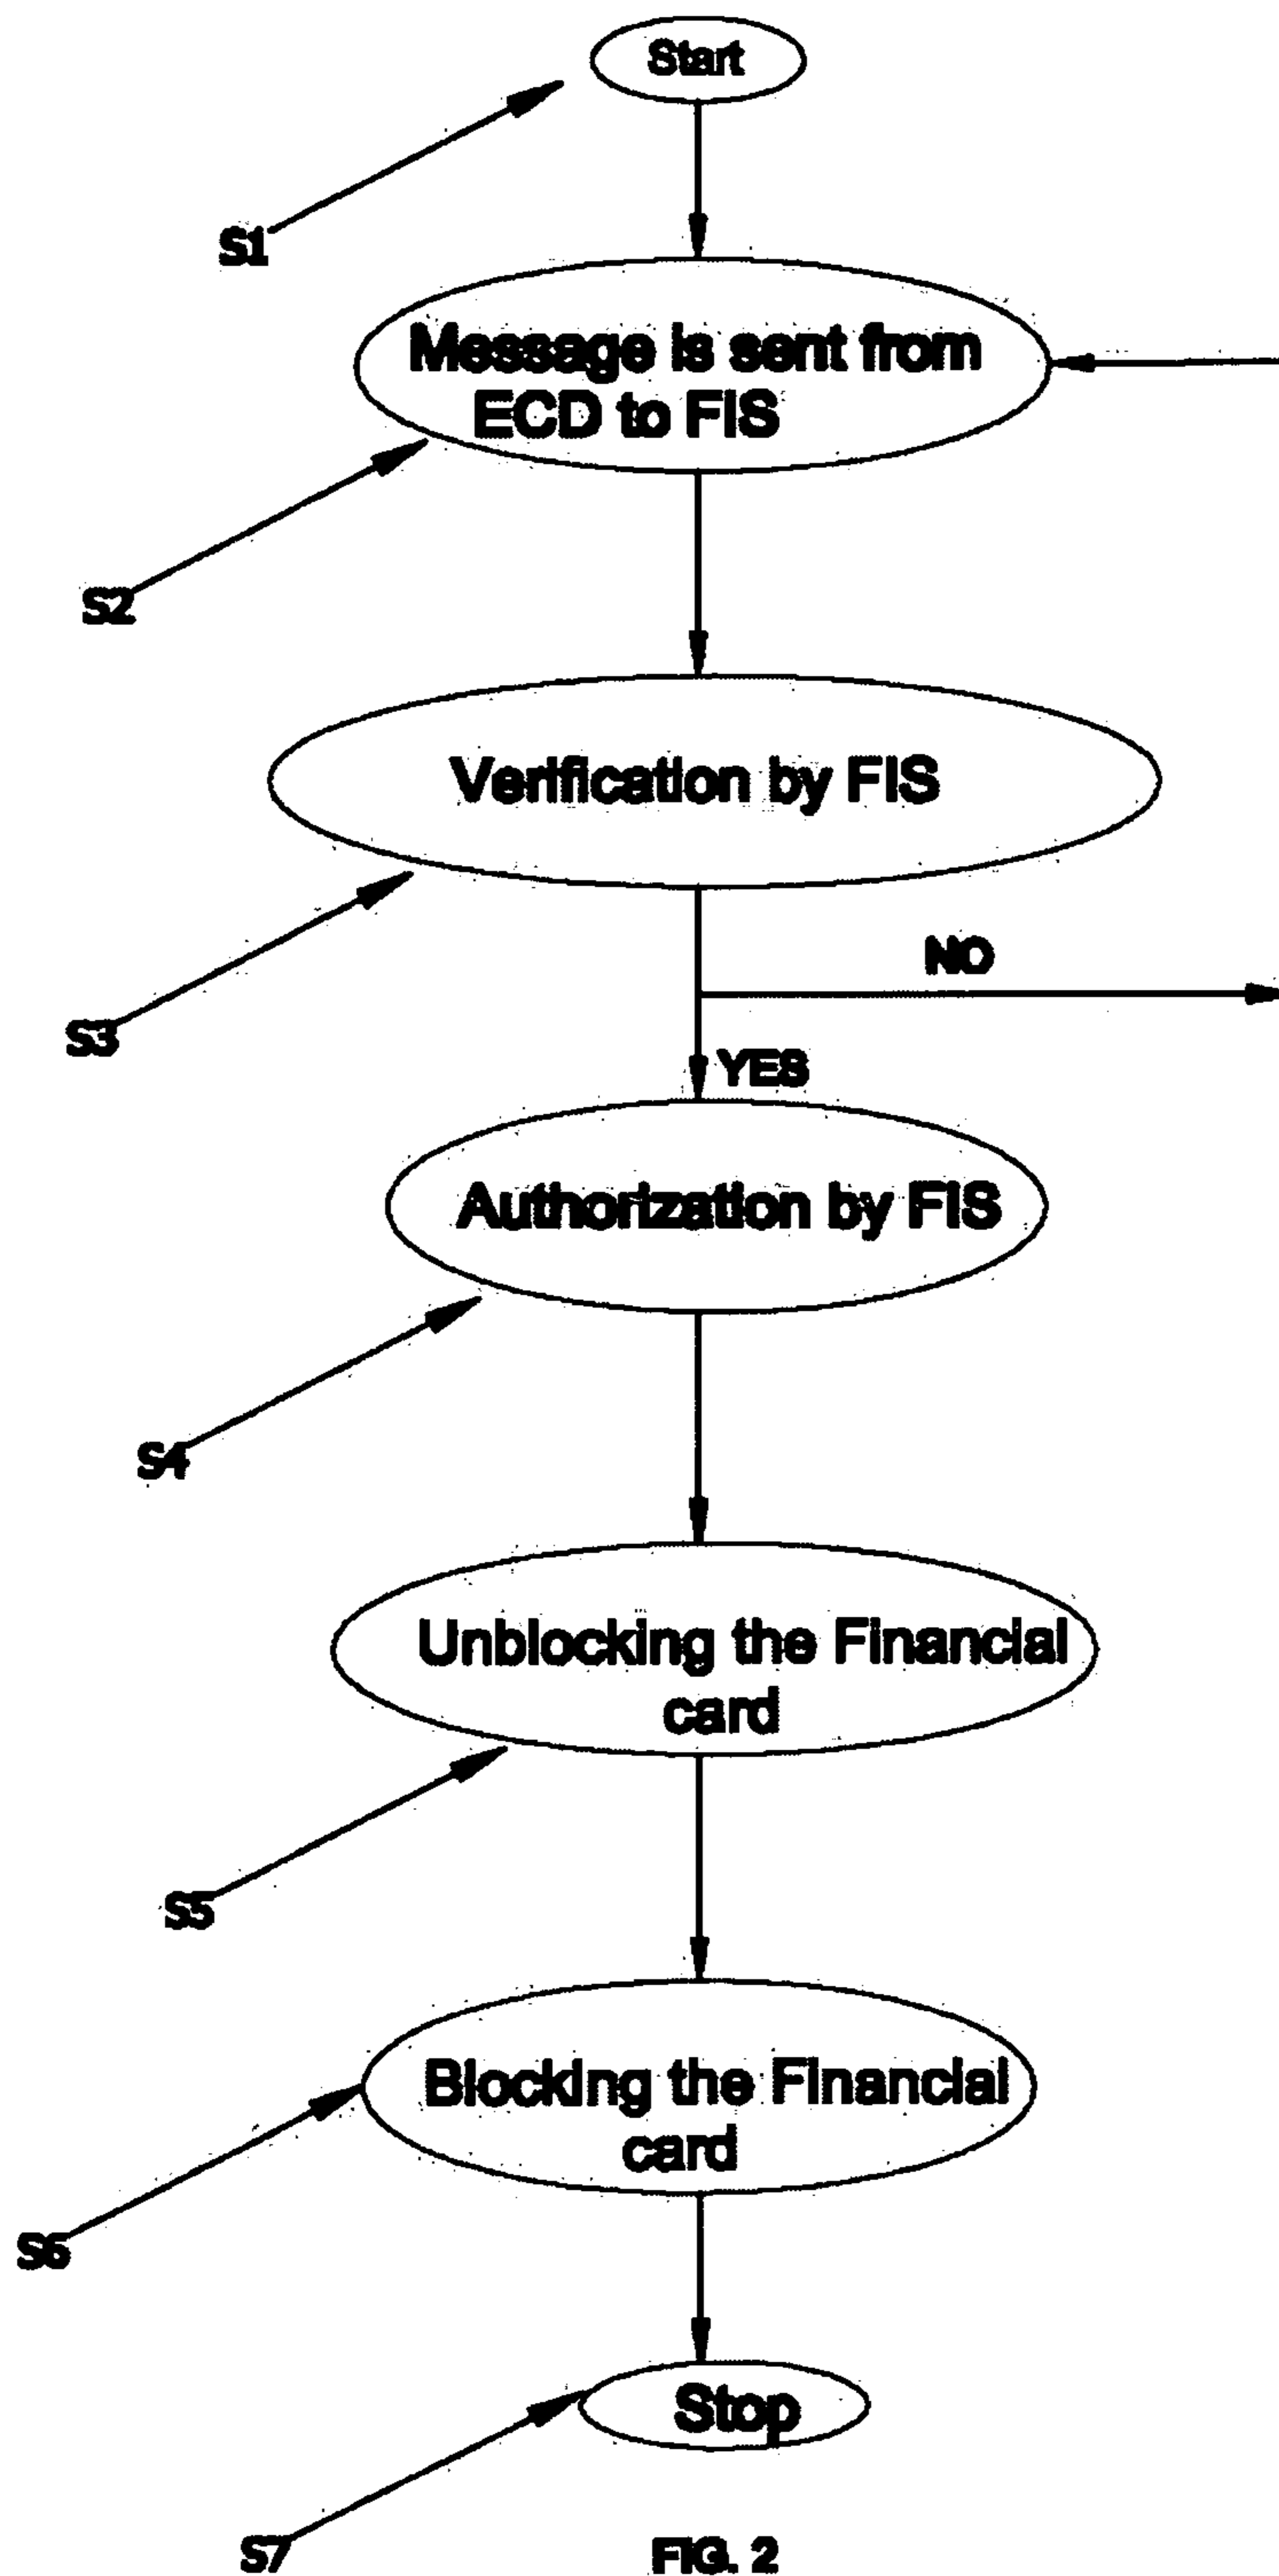 Start
S1
Message is sent from
ECD to FIS
S2
Verification by FIS
NO
S3
YES
Authorization by FIS
S4
Unblocking the Financial
card
S5
Blocking the Financial
card
S6
Stop
S7
FIG. 2